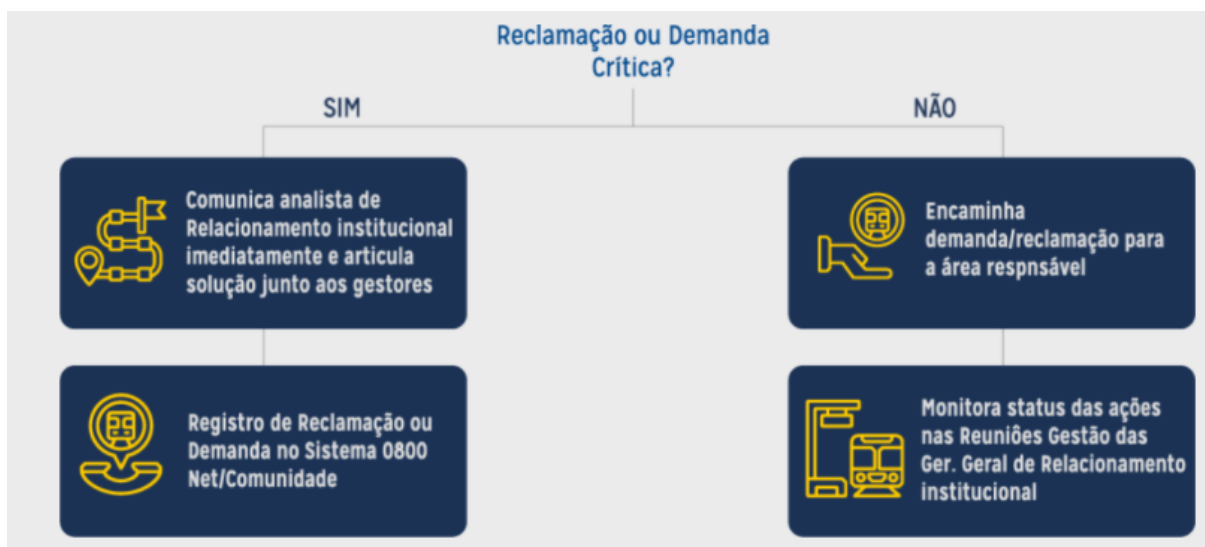 Reclamação ou Demanda
Crítica?
SIM
NÃO
Comunica analista de
Relacionamento institucional
imediatamente e articula
solução junto aos gestores
Encaminha
demanda/reclamação para
a área respnsável
Registro de Reclamação ou
Demanda no Sistema 0800
Net/Comunidade
Monitora status das ações
nas Reuniões Gestão das
Ger. Geral de Relacionamento
institucional